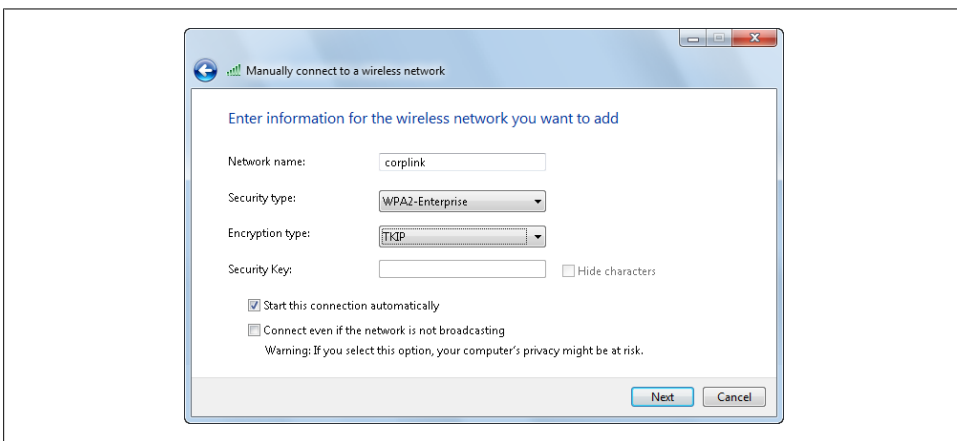 Manually connect to a wireless network
Enter information for the wireless network you want to add
Network name: corplink
Security type: WPA2-Enterprise
Encryption type: TKIP
Security Key: Hide characters
Start this connection automatically
Connect even if the network is not broadcasting
Warning: If you select this option, your computer's privacy might be at risk.
Next Cancel